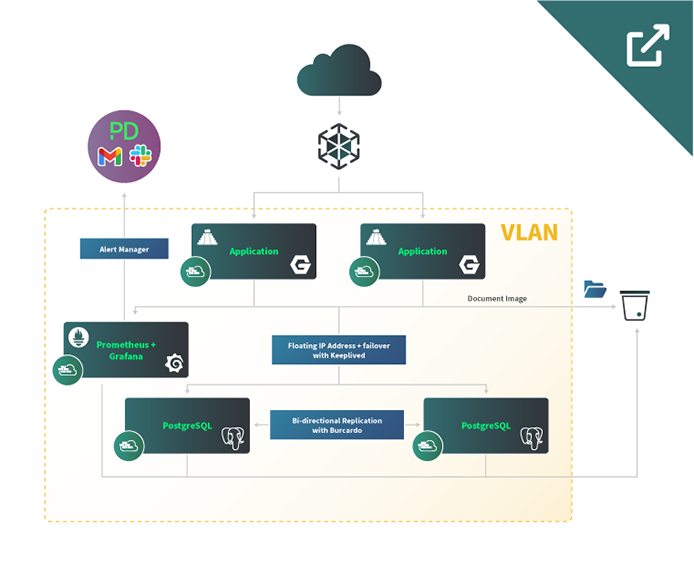 PD
VLAN
Application
Application
Alert Manager
Document Image
Prometheus +
Grafana
Floating IP Address + failover
with Keeplived
PostgreSQL
Bi-directional Replication
with Burcardo
PostgreSQL